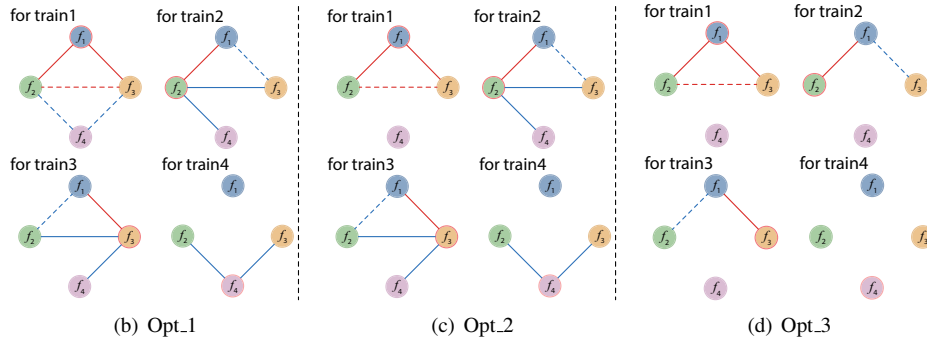 for train1
for train2
f1
f2
f3
f4
f1
f2
f3
f4
for train3
for train4
f1
f2
f3
f4
f1
f2
f3
f4
(b) Opt_1
for train1
for train2
f1
f2
f3
f4
f1
f2
f3
f4
for train3
for train4
f1
f2
f3
f4
f1
f2
f3
f4
(c) Opt_2
for train1
for train2
f1
f2
f3
f4
f1
f2
f3
f4
for train3
for train4
f1
f2
f3
f4
f1
f2
f3
f4
(d) Opt_3